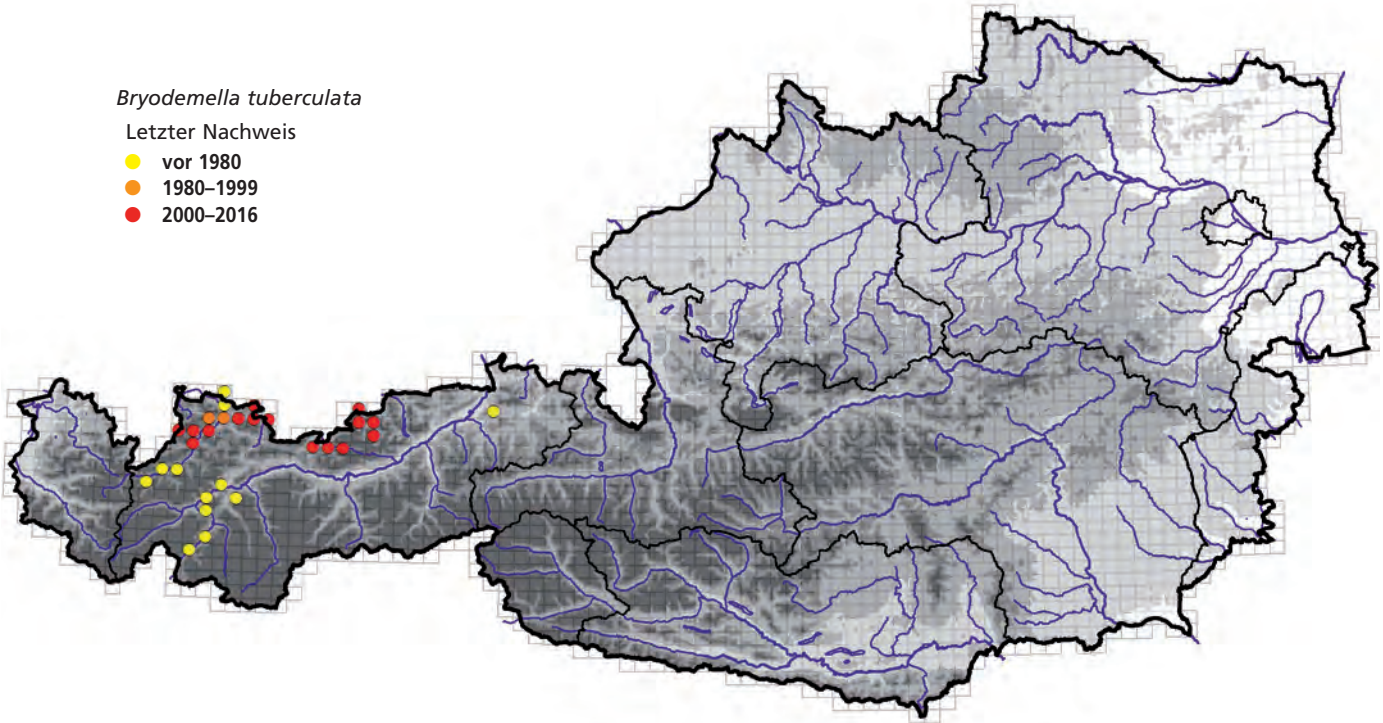 Bryodemella tuberculata
Letzter Nachweis
vor 1980
1980–1999
2000–2016